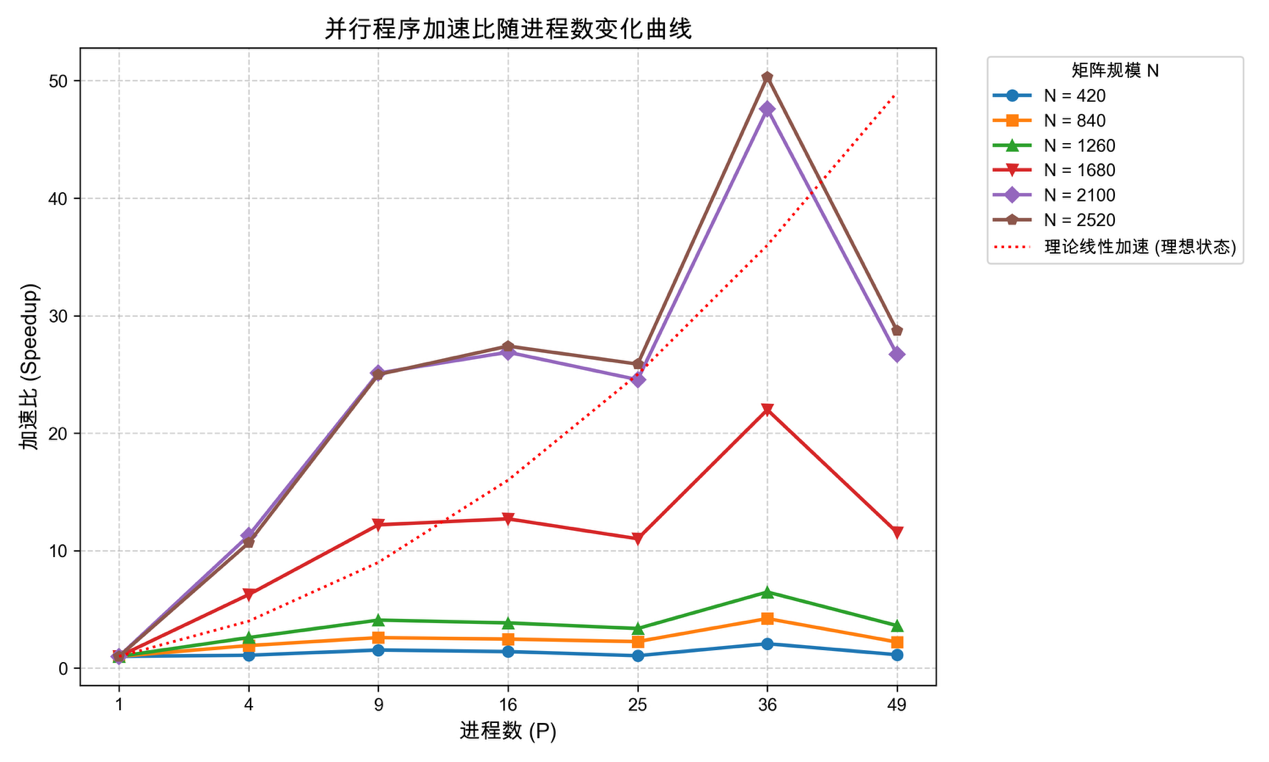 并行程序加速比随进程数变化曲线
加速比 (Speedup)
50
40
30
20
10
0
1 4 9 16 25 36 49
进程数 (P)
矩阵规模 N
N = 420
N = 840
N = 1260
N = 1680
N = 2100
N = 2520
理论线性加速 (理想状态)